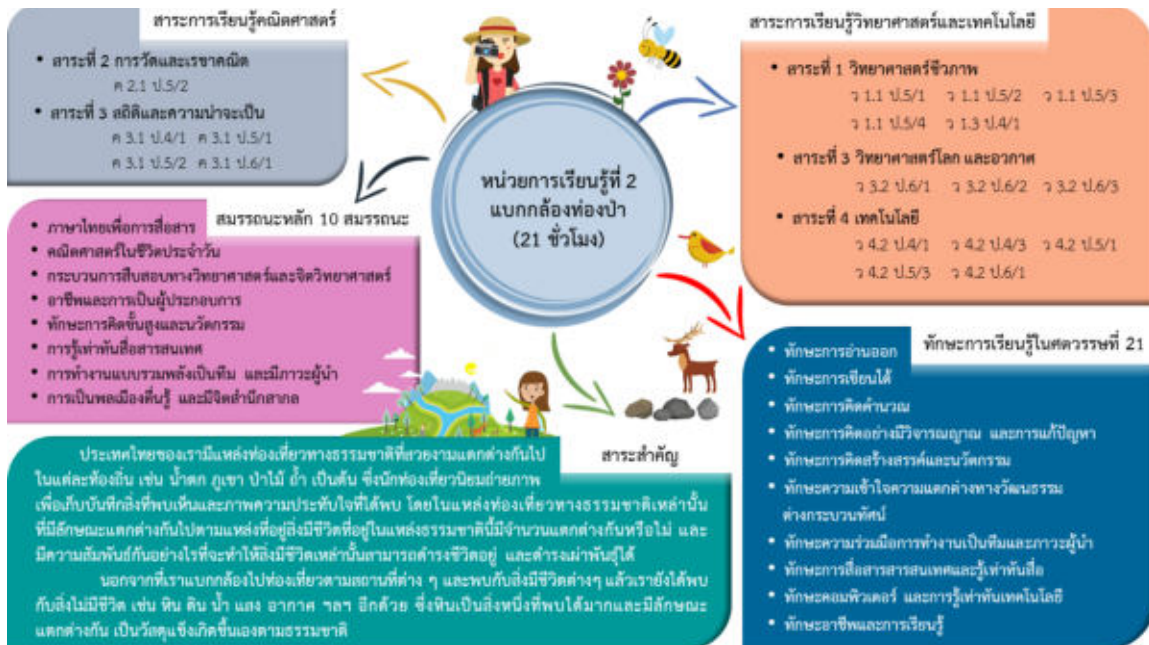 สาระการเรียนรู้คณิตศาสตร์
• สาระที่ 2 การวัดและเรขาคณิต
ค 2.1 ป.5/2
• สาระที่ 3 สถิติและความน่าจะเป็น
ค 3.1 ป.4/1 ค 3.1 ป.5/1
ค 3.1 ป.5/2 ค 3.1 ป.6/1
สาระการเรียนรู้วิทยาศาสตร์และเทคโนโลยี
• สาระที่ 1 วิทยาศาสตร์ชีวภาพ
ว 1.1 ป.5/1 ว 1.1 ป.5/2 ว 1.1 ป.5/3
ว 1.1 ป.5/4 ว 1.3 ป.4/1
• สาระที่ 3 วิทยาศาสตร์โลก และอวกาศ
ว 3.2 ป.6/1 ว 3.2 ป.6/2 ว 3.2 ป.6/3
• สาระที่ 4 เทคโนโลยี
ว 4.2 ป.4/1 ว 4.2 ป.4/3 ว 4.2 ป.5/1
ว 4.2 ป.5/3 ว 4.2 ป.6/1
หน่วยการเรียนรู้ที่ 2
แบกกล้องท่องป่า
(21 ชั่วโมง)
สมรรถนะหลัก 10 สมรรถนะ
• ภาษาไทยเพื่อการสื่อสาร
• คณิตศาสตร์ในชีวิตประจำวัน
• กระบวนการสืบสอบทางวิทยาศาสตร์และจิตวิทยาศาสตร์
• อาชีพและการเป็นผู้ประกอบการ
• ทักษะการคิดขั้นสูงและนวัตกรรม
• การรู้เท่าทันสื่อสารสนเทศ
• การทำงานแบบรวมพลังเป็นทีม และมีภาวะผู้นำ
• การเป็นพลเมืองตื่นรู้ และมีจิตสำนึกสากล
ทักษะการเรียนรู้ในศตวรรษที่ 21
• ทักษะการอ่านออก
• ทักษะการเขียนได้
• ทักษะการคิดคำนวณ
• ทักษะการคิดอย่างมีวิจารณญาณ และการแก้ปัญหา
• ทักษะการคิดสร้างสรรค์และนวัตกรรม
• ทักษะความเข้าใจความแตกต่างทางวัฒนธรรม
ต่างกระบวนทัศน์
• ทักษะความร่วมมือการทำงานเป็นทีมและภาวะผู้นำ
• ทักษะการสื่อสารสารสนเทศและรู้เท่าทันสื่อ
• ทักษะคอมพิวเตอร์ และการรู้เท่าทันเทคโนโลยี
• ทักษะอาชีพและการเรียนรู้
สาระสำคัญ
ประเทศไทยของเรามีแหล่งท่องเที่ยวทางธรรมชาติที่สวยงามแตกต่างกันไป
ในแต่ละท้องถิ่น เช่น น้ำตก ภูเขา ป่าไม้ ถ้ำ เป็นต้น ซึ่งนักท่องเที่ยวนิยมถ่ายภาพ
เพื่อเก็บบันทึกสิ่งที่พบเห็นและภาพความประทับใจที่ได้พบ โดยในแหล่งท่องเที่ยวทางธรรมชาติเหล่านั้น
ที่มีลักษณะแตกต่างกันไปตามแหล่งที่อยู่สิ่งมีชีวิตที่อยู่ในแหล่งธรรมชาตินี้มีจำนวนแตกต่างกันหรือไม่ และ
มีความสัมพันธ์กันอย่างไรที่จะทำให้สิ่งมีชีวิตเหล่านั้นสามารถดำรงชีวิตอยู่ และดำรงเผ่าพันธุ์ได้
นอกจากที่เราแบกกล้องไปท่องเที่ยวตามสถานที่ต่าง ๆ และพบกับสิ่งมีชีวิตต่างๆ แล้วเรายังได้พบ
กับสิ่งไม่มีชีวิต เช่น หิน ดิน น้ำ แสง อากาศ ฯลฯ อีกด้วย ซึ่งหินเป็นสิ่งหนึ่งที่พบได้มากและมีลักษณะ
แตกต่างกัน เป็นวัสดุแข็งเกิดขึ้นเองตามธรรมชาติ